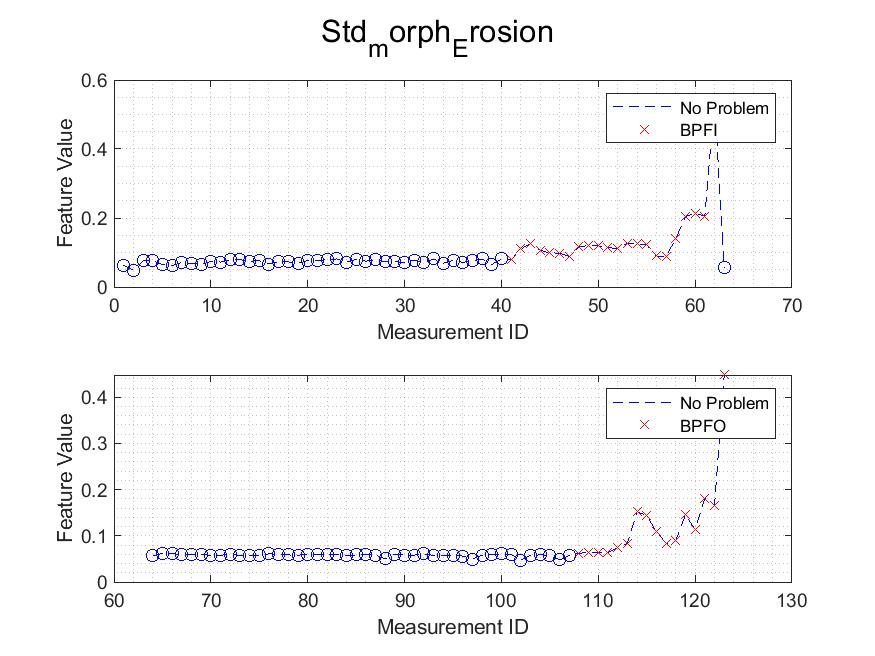 Std_morph_Erosion
0.6
0.4
0.2
0
Feature Value
No Problem
BPFI
0 10 20 30 40 50 60 70
Measurement ID
0.4
0.3
0.2
0.1
0
Feature Value
No Problem
BPFO
60 70 80 90 100 110 120 130
Measurement ID